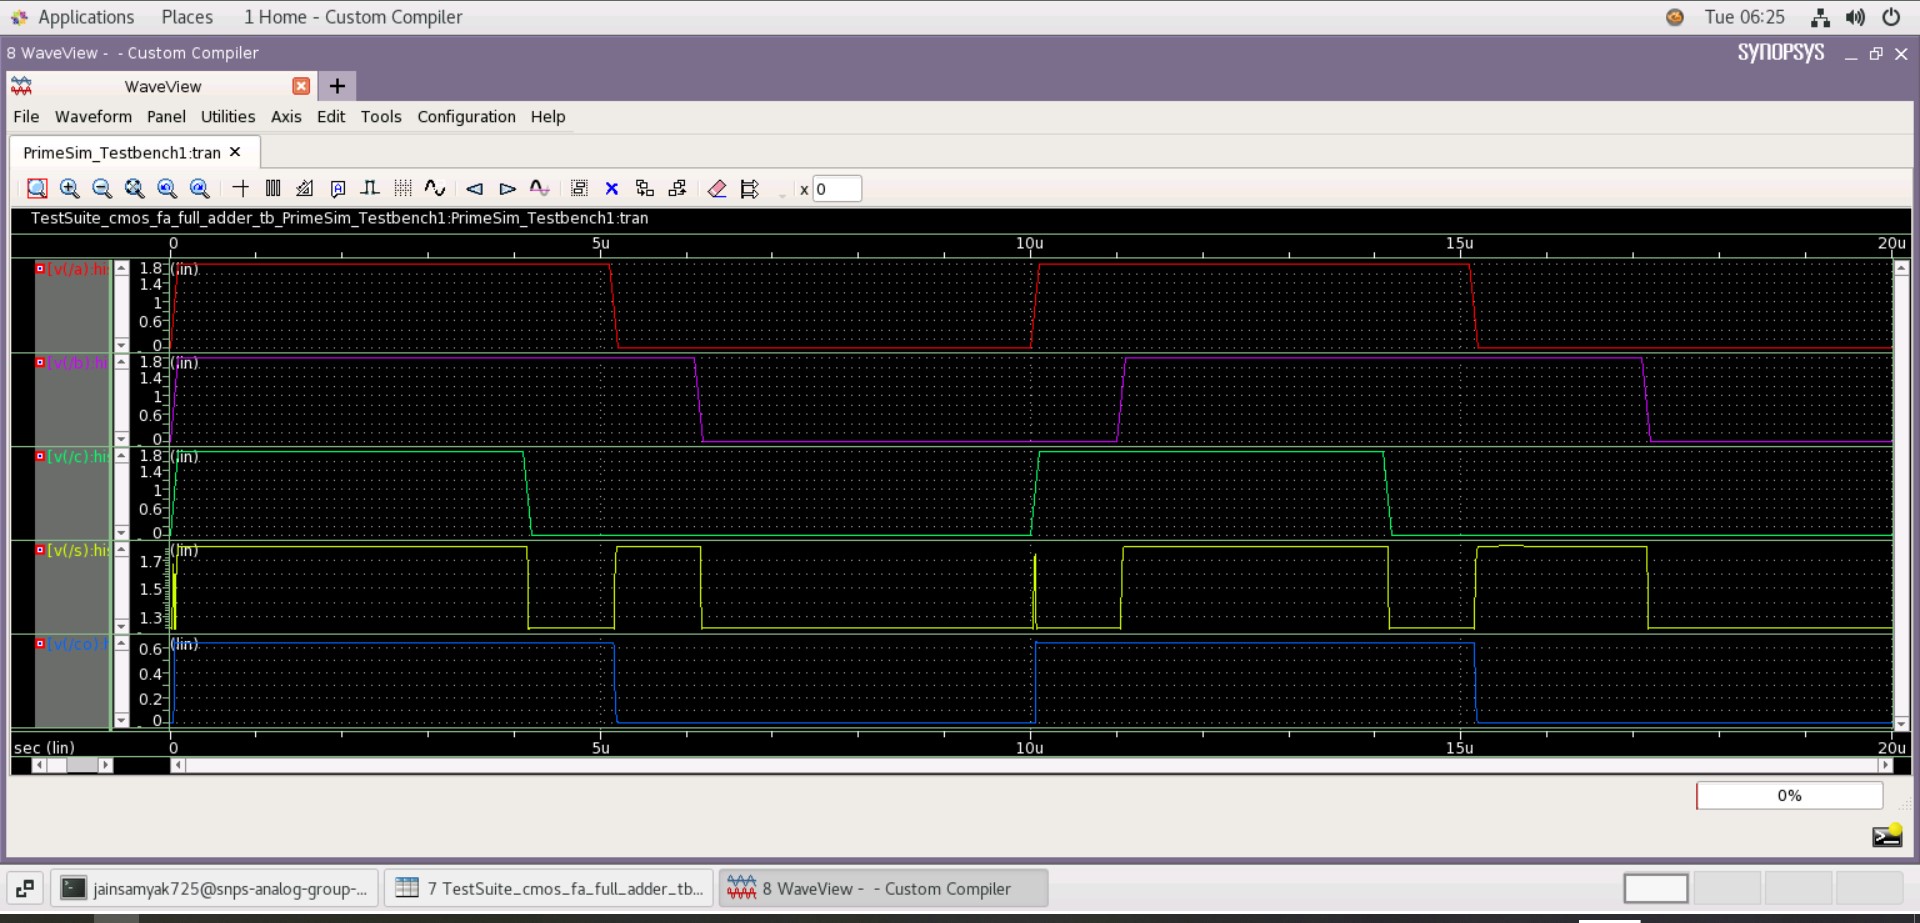 Applications Places 1 Home - Custom Compiler Tue 06:25
8 WaveView - - Custom Compiler SYNOPSYS
WaveView
File Waveform Panel Utilities Axis Edit Tools Configuration Help
PrimeSim_Testbench1:tran
x 0
TestSuite_cmos_fa_full_adder_tb_PrimeSim_Testbench1:PrimeSim_Testbench1:tran
0 5u 10u 15u 20u
[v(/a):hi 1.8 (lin)
1.4
1
0.6
0
[v(/b):hi 1.8 (lin)
1.4
1
0.6
0
[v(/c):hi 1.8 (lin)
1.4
1
0.6
0
[v(/s):hi (lin)
1.7
1.5
1.3
[v(/co):h (lin)
0.6
0.4
0.2
0
sec (lin) 0 5u 10u 15u 20u
0%
jainsamyak725@snps-analog-group-... 7 TestSuite_cmos_fa_full_adder_tb... 8 WaveView - - Custom Compiler